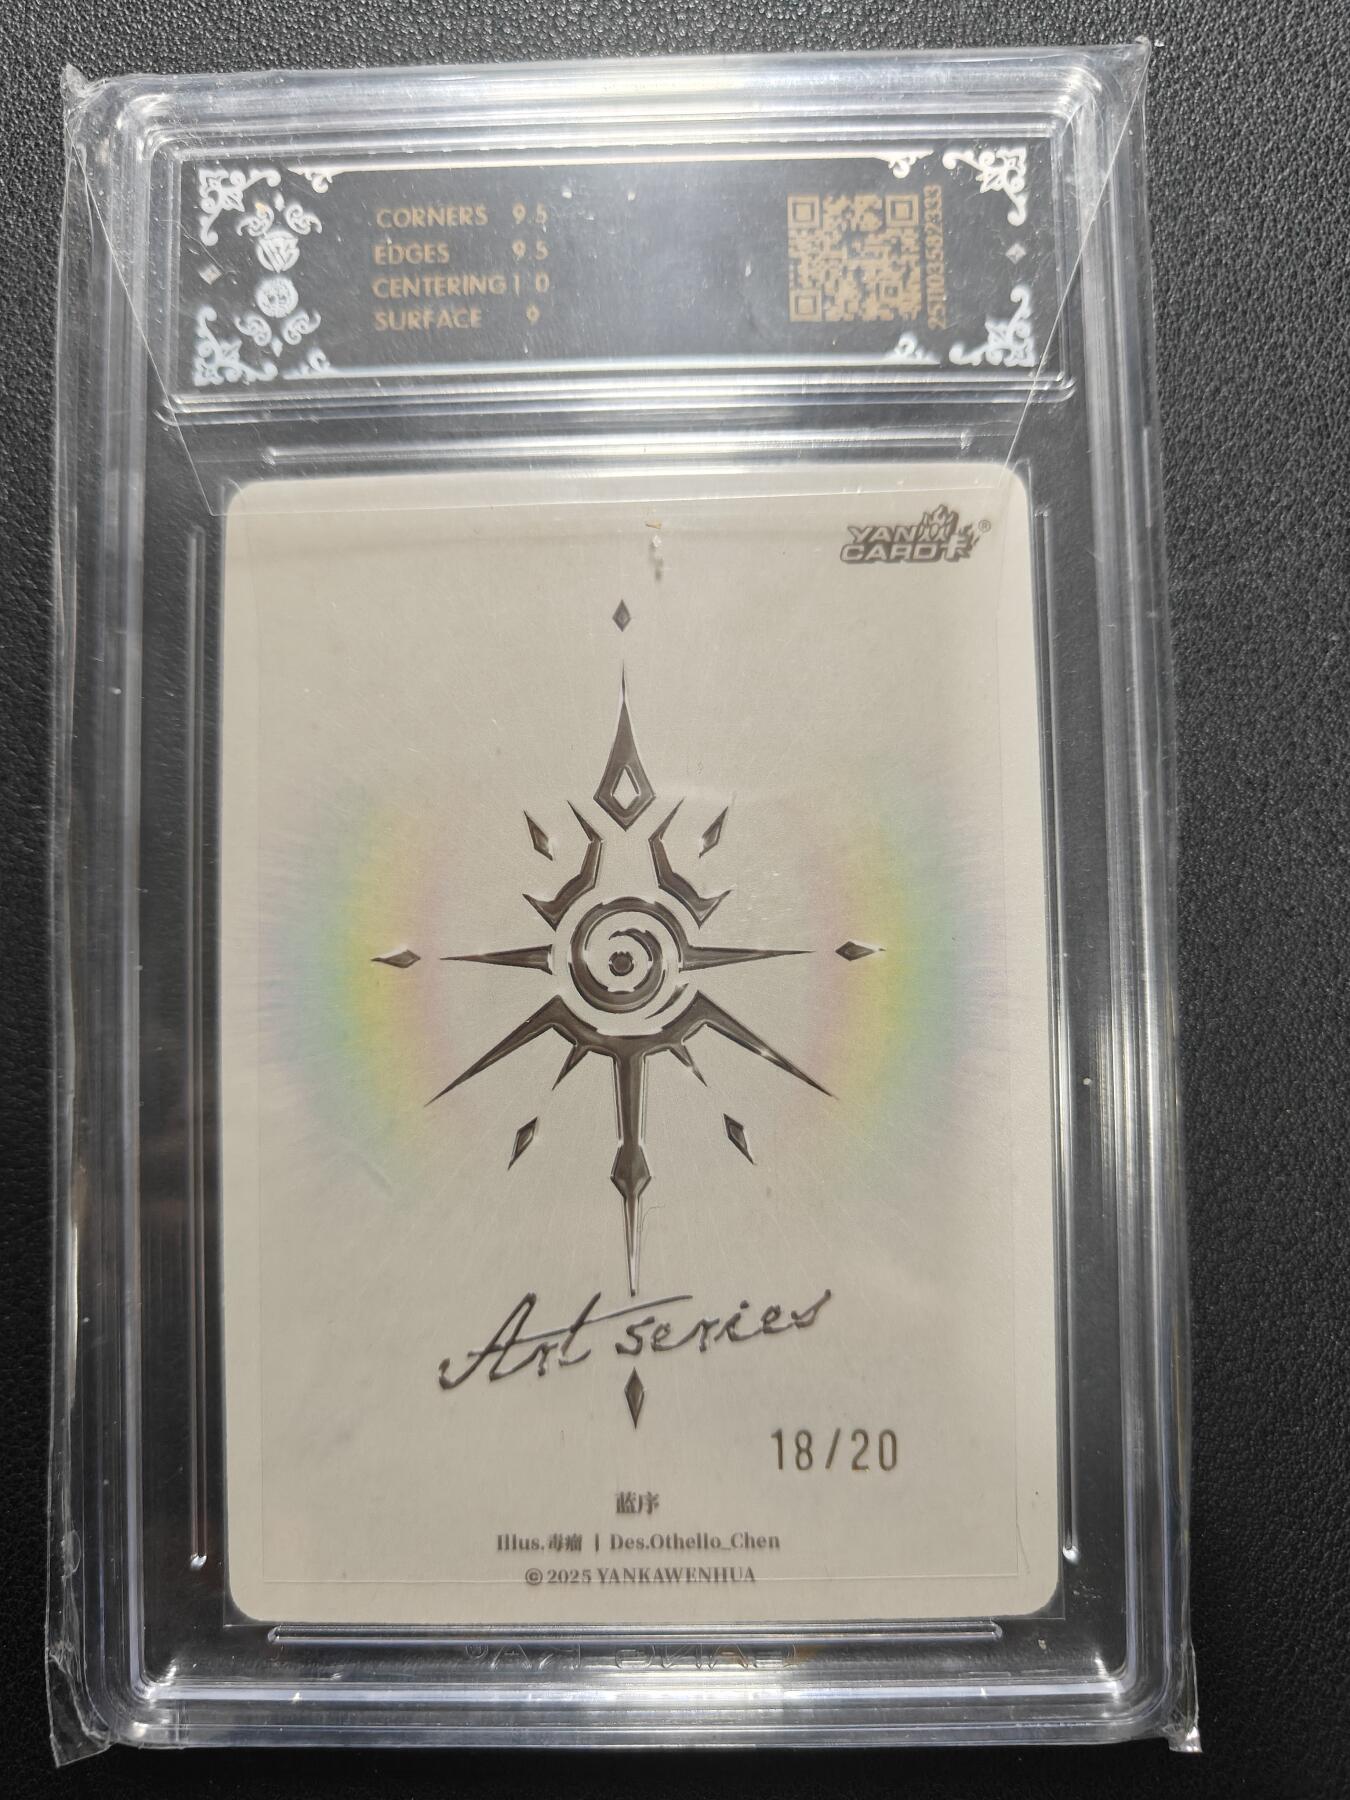 CORNERS 9.5
EDGES 9.5
CENTERING 10
SURFACE 9
YAN
CARD
®
Art series
18/20
蓝序
Illus.毒瘤 | Des.Othello_Chen
© 2025 YANKAWENHUA